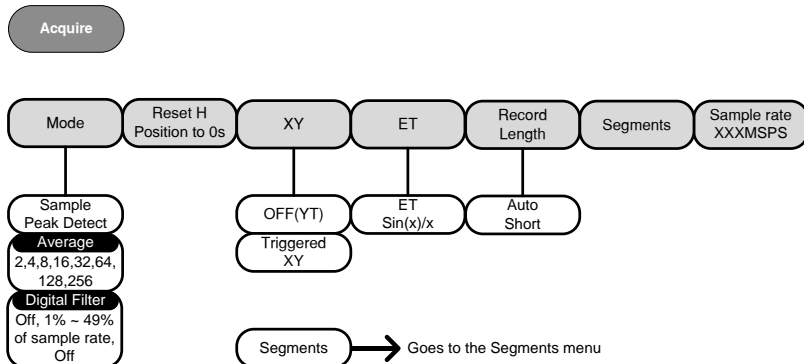 Acquire
Mode
Reset H
Position to 0s
XY
ET
Record
Length
Segments
Sample rate
XXXMSPS
Sample
Peak Detect
Average
2,4,8,16,32,64,
128,256
Digital Filter
Off, 1% ~ 49%
of sample rate,
Off
OFF(YT)
Triggered
XY
ET
Sin(x)/x
Auto
Short
Segments
Goes to the Segments menu